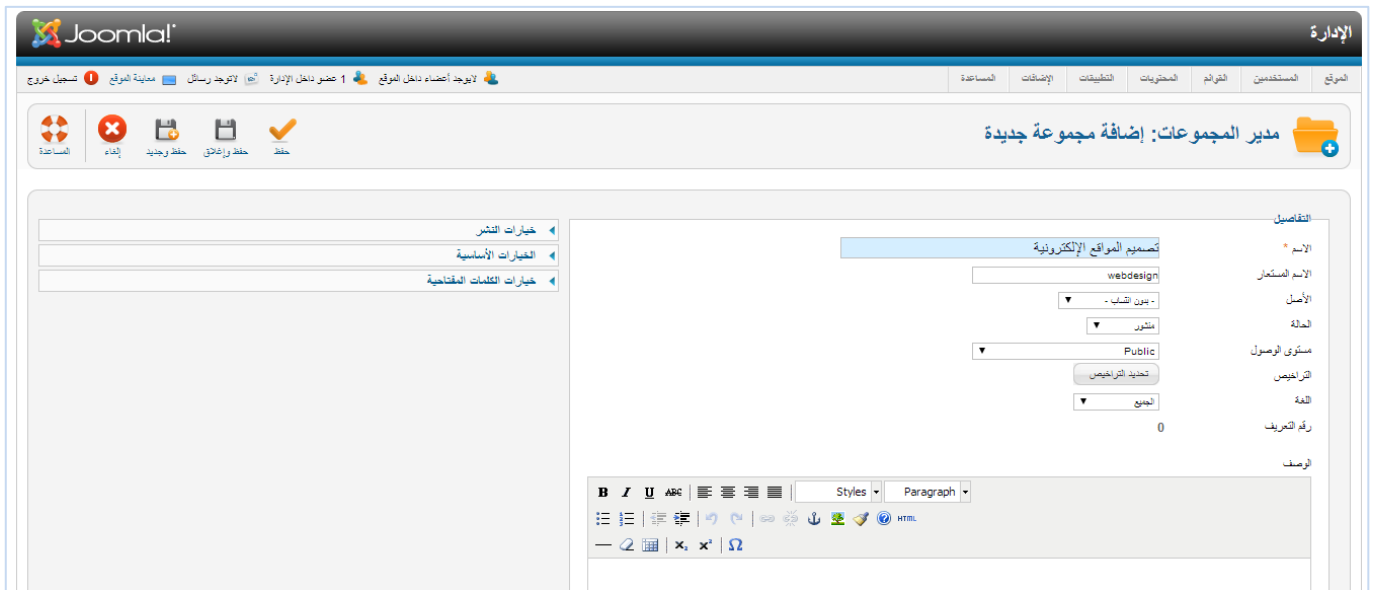 الإدارة
Joomla!
الموقع المستخدمين القوائم المحتويات التطبيقات الإضافات المساعدة
لايوجد أعضاء داخل الموقع 1 عضو داخل الإدارة لاتوجد رسائل معاينة الموقع تسجيل خروج
مدير المجموعات: إضافة مجموعة جديدة
حفظ حفظ وإغلاق حفظ وجديد إلغاء المساعدة
التفاصيل
الاسم * تصميم المواقع الإلكترونية
الاسم المستعار webdesign
الأصل - بدون انتساب -
الحالة منشور
مستوى الوصول Public
التراخيص تحديد التراخيص
اللغة الجميع
رقم التعريف 0
الوصف
B I U ABC Styles Paragraph
HTML
x₂ x² Ω
خيارات النشر
الخيارات الأساسية
خيارات الكلمات المفتاحية